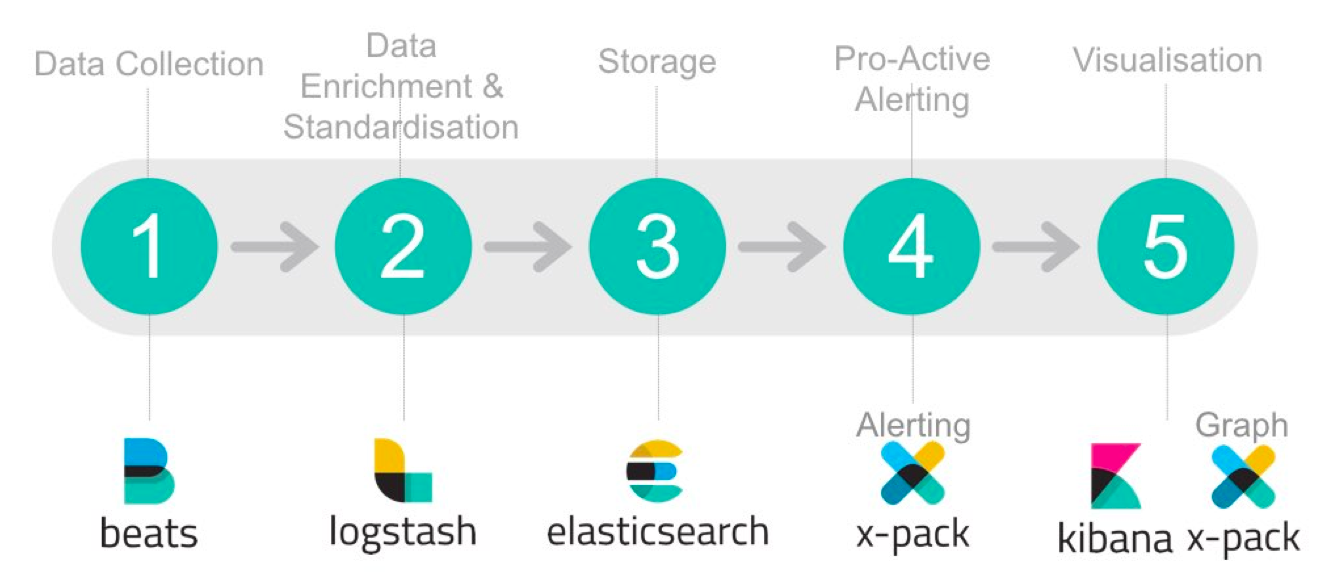 Data Collection
Data
Enrichment &
Standardisation
Storage
Pro-Active
Alerting
Visualisation
1
2
3
4
5
beats
logstash
elasticsearch
Alerting
x-pack
kibana
Graph
x-pack